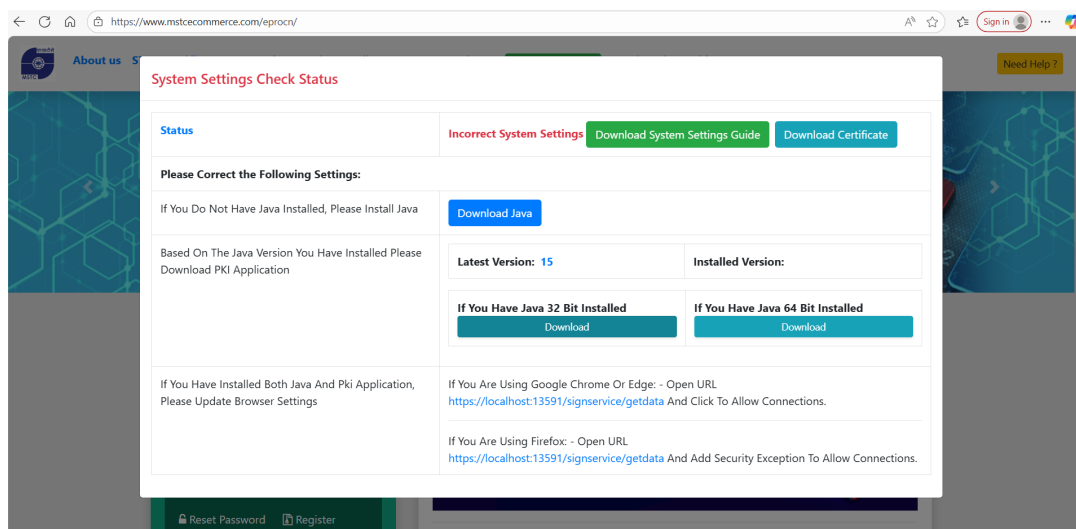 https://www.mstcecommerce.com/eprocn/
Sign in
About us
Need Help ?
System Settings Check Status
Status
Incorrect System Settings
Download System Settings Guide
Download Certificate
Please Correct the Following Settings:
If You Do Not Have Java Installed, Please Install Java
Download Java
Based On The Java Version You Have Installed Please
Download PKI Application
Latest Version: 15
Installed Version:
If You Have Java 32 Bit Installed
Download
If You Have Java 64 Bit Installed
Download
If You Have Installed Both Java And Pki Application,
Please Update Browser Settings
If You Are Using Google Chrome Or Edge: - Open URL
https://localhost:13591/signservice/getdata And Click To Allow Connections.
If You Are Using Firefox: - Open URL
https://localhost:13591/signservice/getdata And Add Security Exception To Allow Connections.
Reset Password
Register